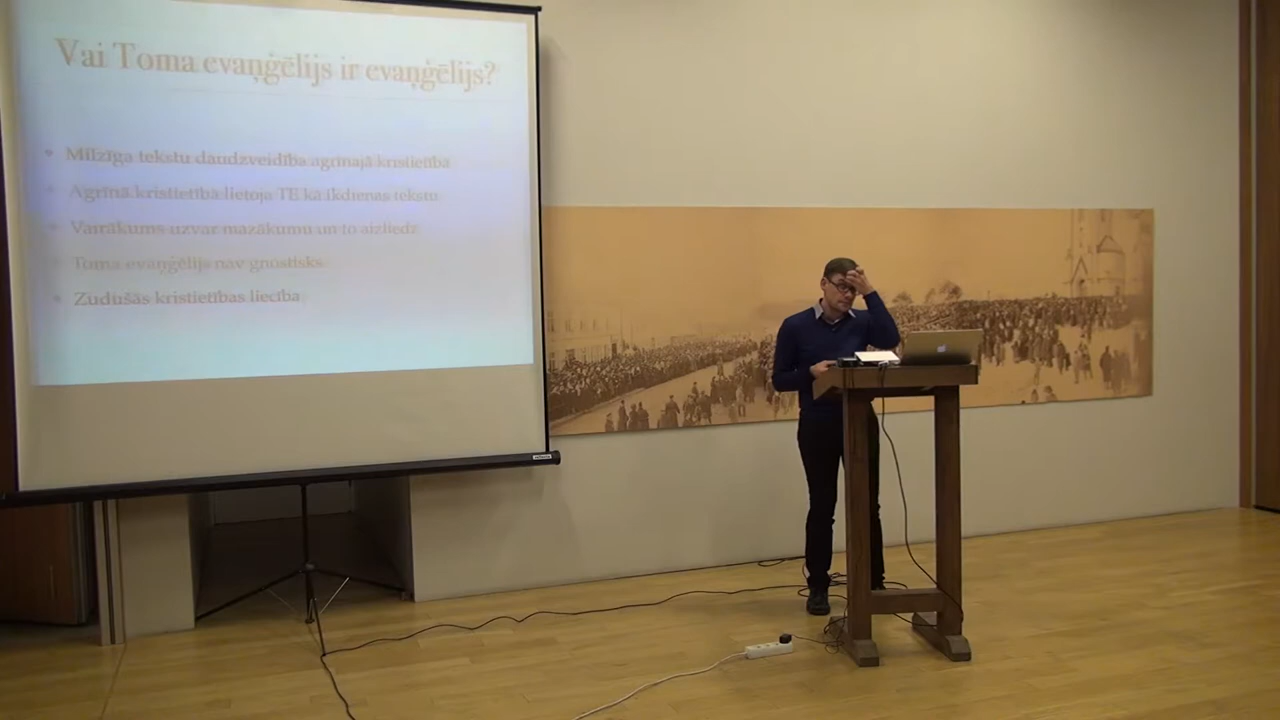 Vai Toma evaņģēlijs ir evaņģēlijs?
Milzīga tekstu daudzveidība agrīnajā kristietībā
Agrīnā kristietība lietoja TE kā ikdienas tekstu
Vairākums uzvar mazākumu un to aizliedz
Toma evaņģēlijs nav gnostisks
Zudušās kristietības liecība